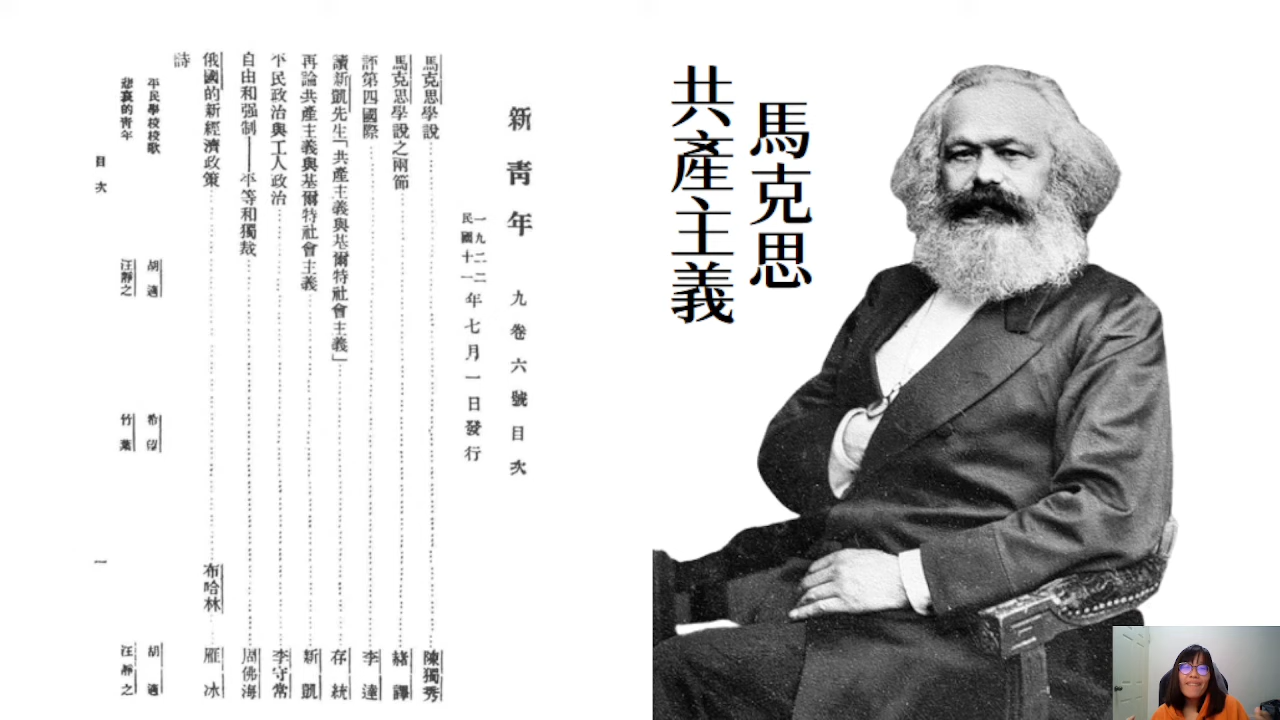 馬克思
共產主義
新青年 九卷六號目次
一九二二
民國十一
年七月一日發行
馬克思學說 陳獨秀
馬克思學說之兩節 赭譯
評第四國際 李達
讀新凱先生「共產主義與基爾特社會主義」 存統
再論共產主義與基爾特社會主義 新凱
平民政治與工人政治 李守常
自由和强制——平等和獨裁 周佛海
俄國的新經濟政策 布哈林 雁冰
詩
平民學校校歌 胡適 胡適
悲哀的青年 汪靜之 竹葉 汪靜之
目次 一